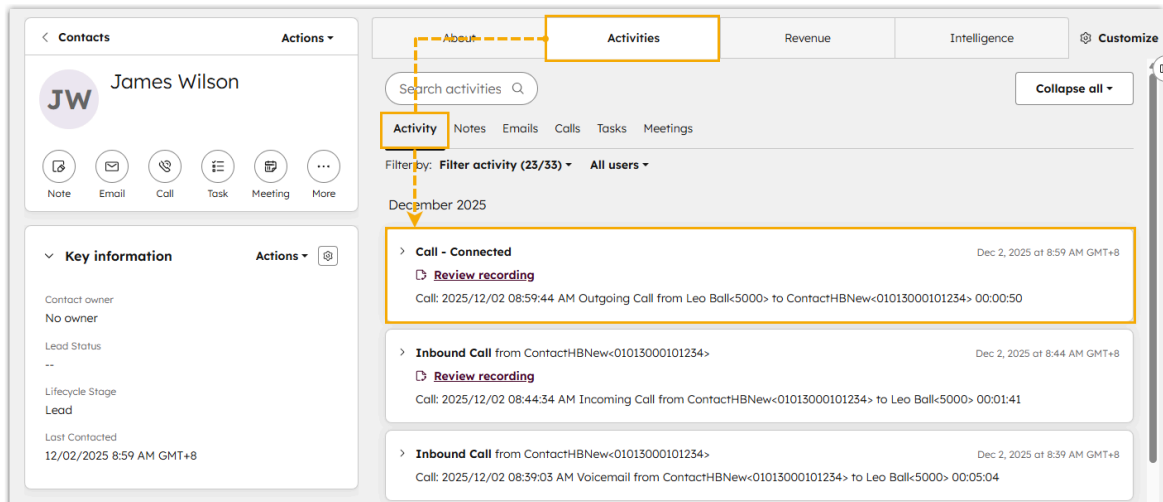 Contacts
Actions
JW
James Wilson
Note Email Call Task Meeting More
Key information
Actions
Contact owner
No owner
Lead Status
--
Lifecycle Stage
Lead
Last Contacted
12/02/2025 8:59 AM GMT+8
About Activities Revenue Intelligence Customize
Search activities
Collapse all
Activity Notes Emails Calls Tasks Meetings
Filter by: Filter activity (23/33) All users
December 2025
Call - Connected Dec 2, 2025 at 8:59 AM GMT+8
Review recording
Call: 2025/12/02 08:59:44 AM Outgoing Call from Leo Ball<5000> to ContactHBNew<01013000101234> 00:00:50
Inbound Call from ContactHBNew<01013000101234> Dec 2, 2025 at 8:44 AM GMT+8
Review recording
Call: 2025/12/02 08:44:34 AM Incoming Call from ContactHBNew<01013000101234> to Leo Ball<5000> 00:01:41
Inbound Call from ContactHBNew<01013000101234> Dec 2, 2025 at 8:39 AM GMT+8
Call: 2025/12/02 08:39:03 AM Voicemail from ContactHBNew<01013000101234> to Leo Ball<5000> 00:05:04